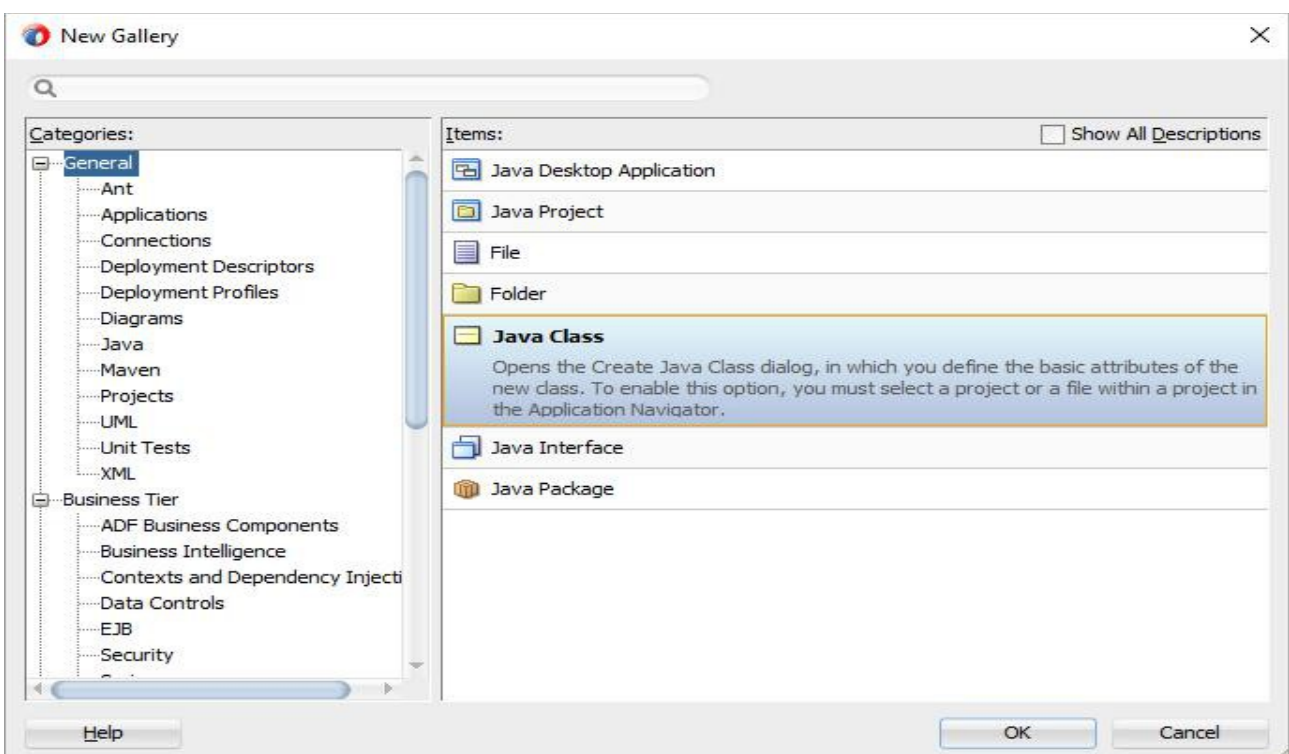 New Gallery
Categories:
General
Ant
Applications
Connections
Deployment Descriptors
Deployment Profiles
Diagrams
Java
Maven
Projects
UML
Unit Tests
XML
Business Tier
ADF Business Components
Business Intelligence
Contexts and Dependency Injecti
Data Controls
EJB
Security
Items:
Show All Descriptions
Java Desktop Application
Java Project
File
Folder
Java Class
Opens the Create Java Class dialog, in which you define the basic attributes of the
new class. To enable this option, you must select a project or a file within a project in
the Application Navigator.
Java Interface
Java Package
Help
OK
Cancel